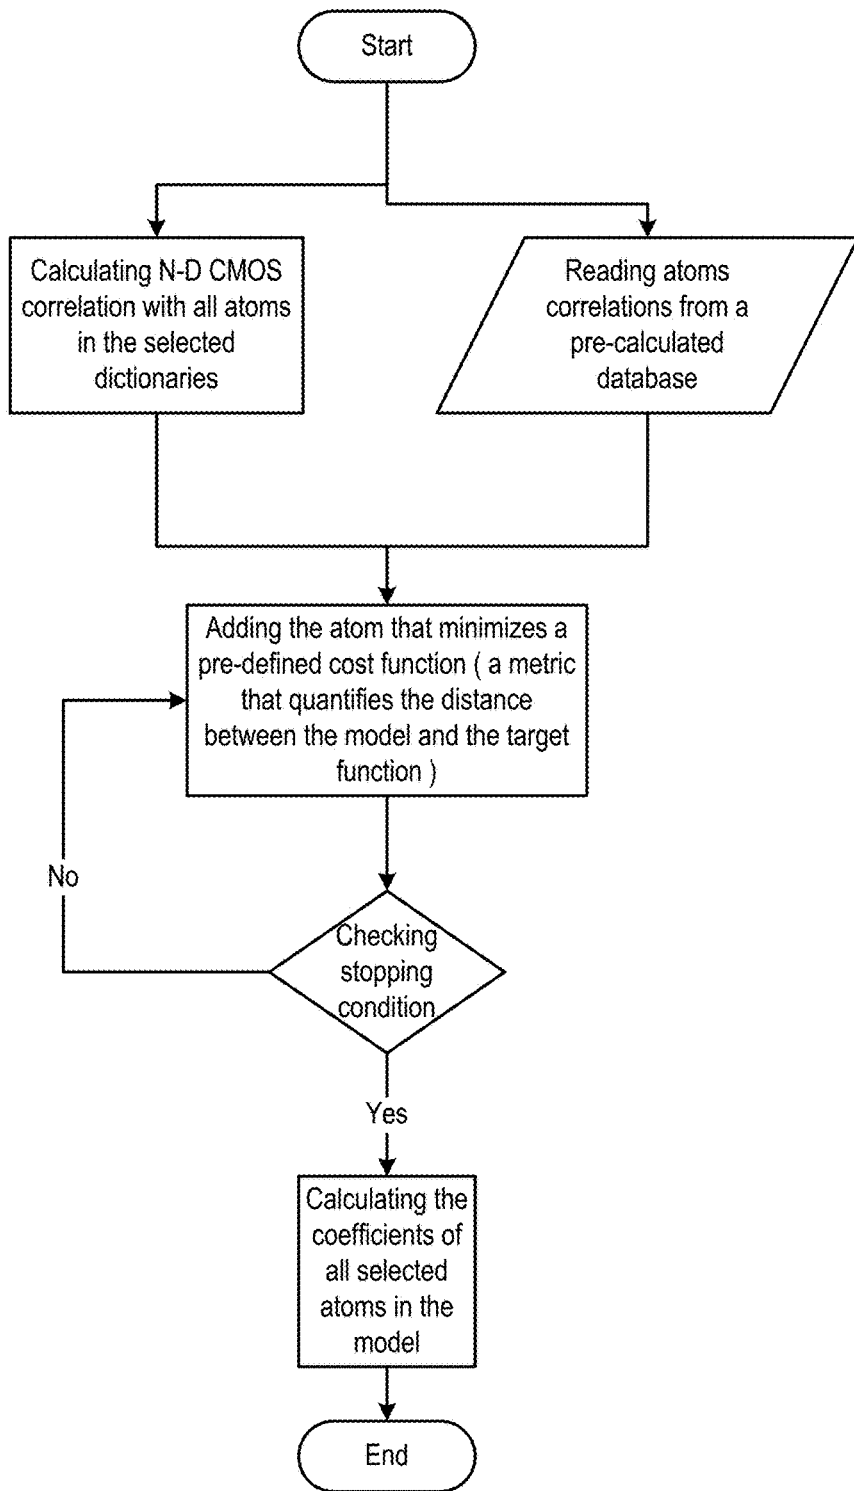 Start
Calculating N-D CMOS
correlation with all atoms
in the selected
dictionaries
Reading atoms
correlations from a
pre-calculated
database
Adding the atom that minimizes a
pre-defined cost function ( a metric
that quantifies the distance
between the model and the target
function )
No
Checking
stopping
condition
Yes
Calculating the
coefficients of
all selected
atoms in the
model
End